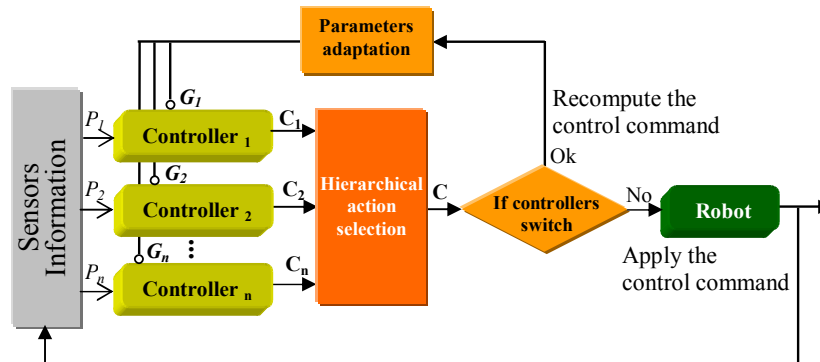 Parameters
adaptation
Sensors
Information
P1
G1
Controller 1
C1
P2
G2
Controller 2
C2
Pn
Gn
Controller n
Cn
Hierarchical
action
selection
C
If controllers
switch
Ok
Recompute the
control command
No
Robot
Apply the
control command